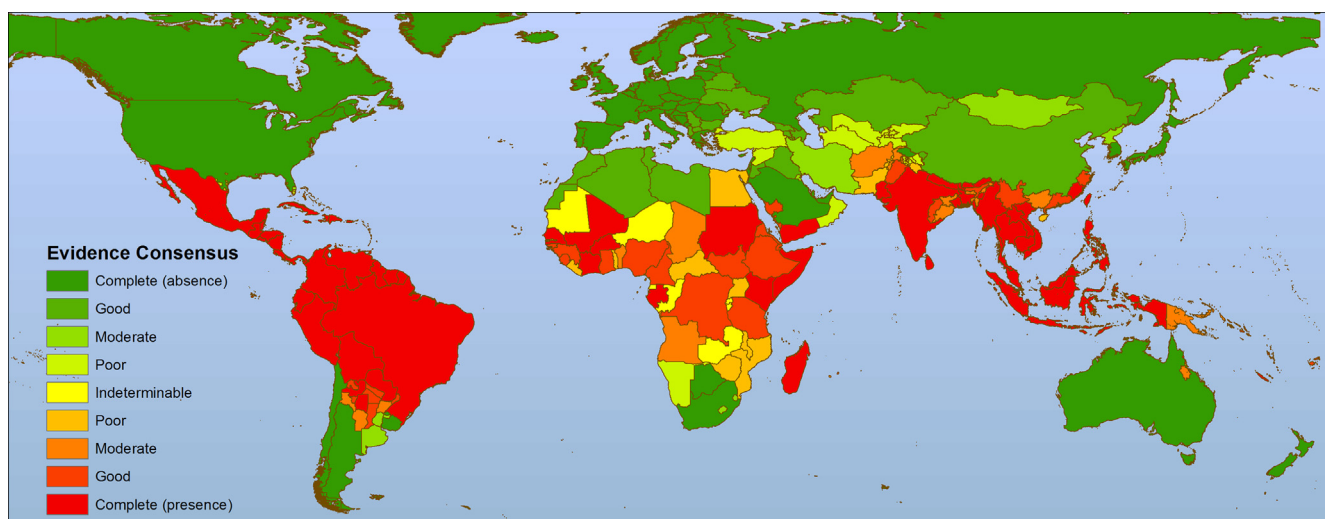 Evidence Consensus
Complete (absence)
Good
Moderate
Poor
Indeterminable
Poor
Moderate
Good
Complete (presence)